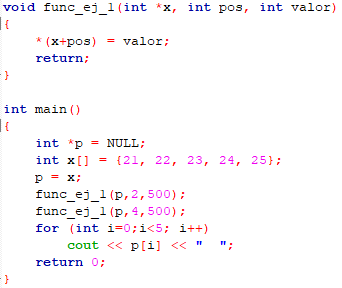 void func_ej_1(int *x, int pos, int valor)
{
    *(x+pos) = valor;
    return;
}

int main()
{
    int *p = NULL;
    int x[] = {21, 22, 23, 24, 25};
    p = x;
    func_ej_1(p,2,500);
    func_ej_1(p,4,500);
    for (int i=0;i<5; i++)
        cout << p[i] << "  ";
    return 0;
}